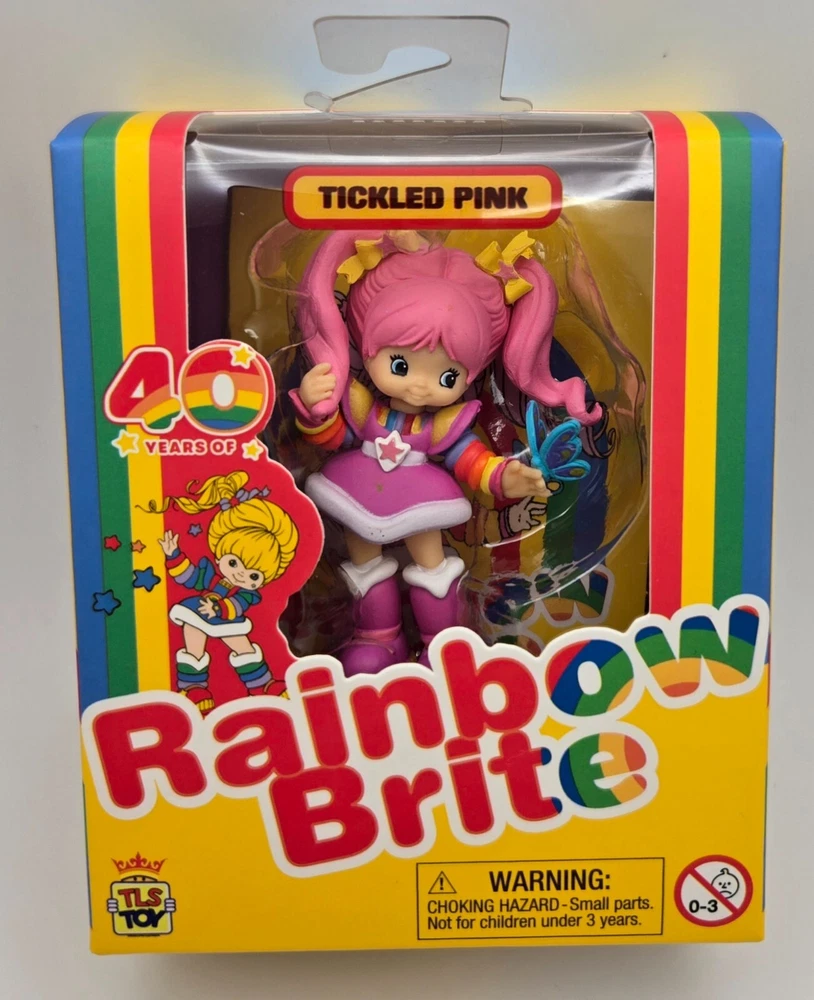 TICKLED PINK
40
YEARS OF
Rainbow
Brite
TLS
TOY
WARNING:
CHOKING HAZARD - Small parts.
Not for children under 3 years.
0-3